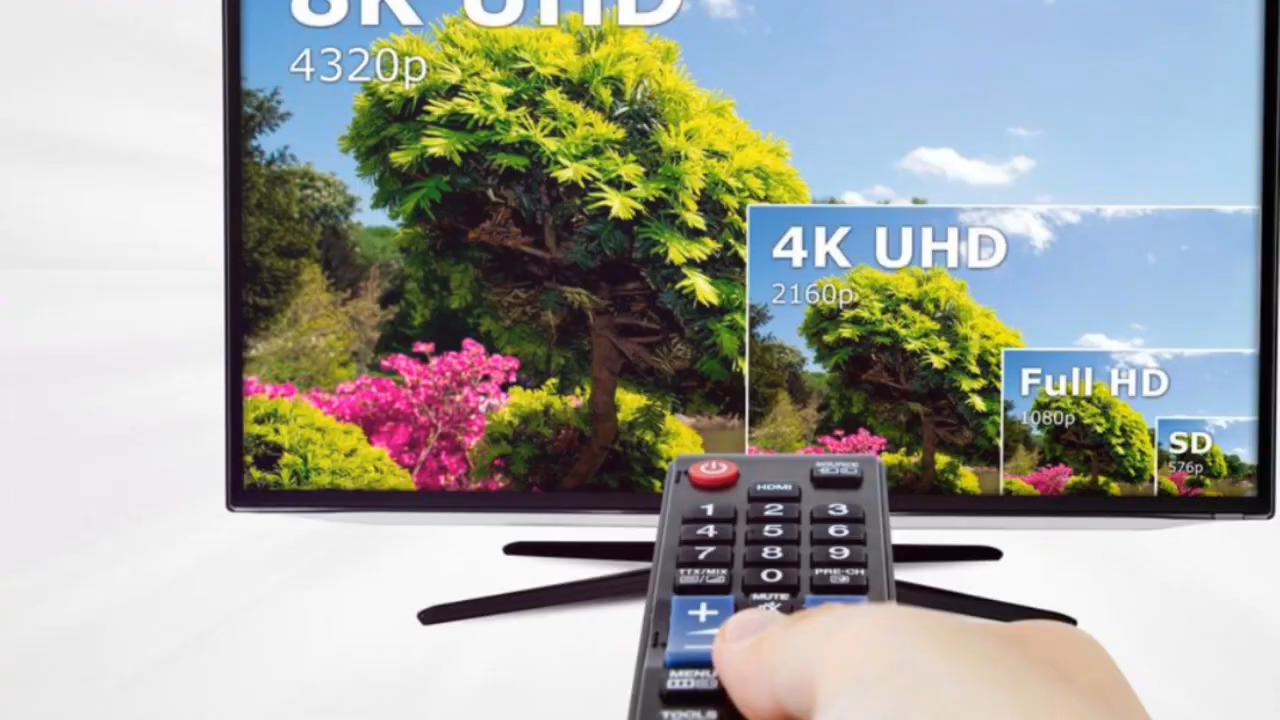 8K UHD
4320p
4K UHD
2160p
Full HD
1080p
SD
576p
SOURCE
HDMI
1 2 3
4 5 6
7 8 9
TTX/MIX 0 PRE-CH
MUTE
+
MENU
TOOLS